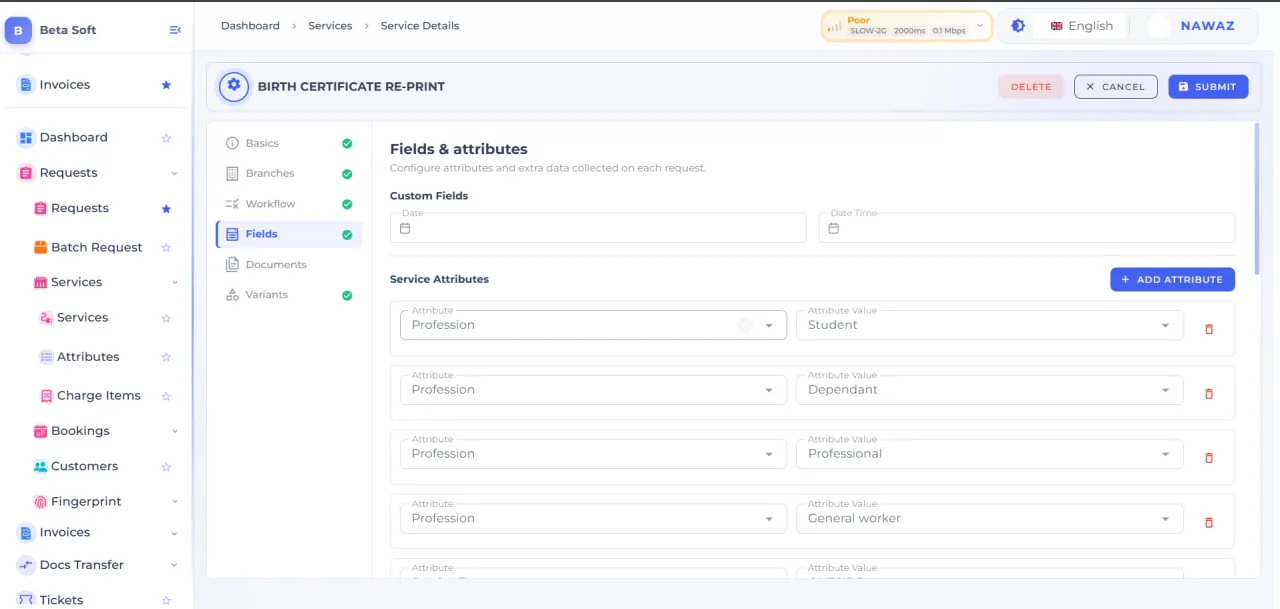 B Beta Soft
Dashboard › Services › Service Details
Poor
SLOW-2G 2000ms 0.1 Mbps
English
NAWAZ
Invoices
Dashboard
Requests
Requests
Batch Request
Services
Services
Attributes
Charge Items
Bookings
Customers
Fingerprint
Invoices
Docs Transfer
Tickets
BIRTH CERTIFICATE RE-PRINT
DELETE
CANCEL
SUBMIT
Basics
Branches
Workflow
Fields
Documents
Variants
Fields & attributes
Configure attributes and extra data collected on each request.
Custom Fields
Date
Date Time
Service Attributes
+ ADD ATTRIBUTE
Attribute
Profession
Attribute Value
Student
Attribute
Profession
Attribute Value
Dependant
Attribute
Profession
Attribute Value
Professional
Attribute
Profession
Attribute Value
General worker
Attribute
Attribute Value